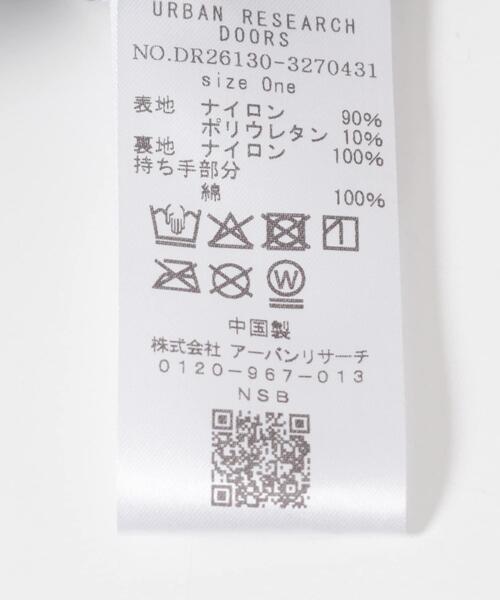 URBAN RESEARCH
DOORS
NO.DR26130-3270431
size One
表地 ナイロン 90%
ポリウレタン 10%
裏地 ナイロン 100%
持ち手部分
綿 100%
W
中国製
株式会社 アーバンリサーチ
0120-967-013
NSB